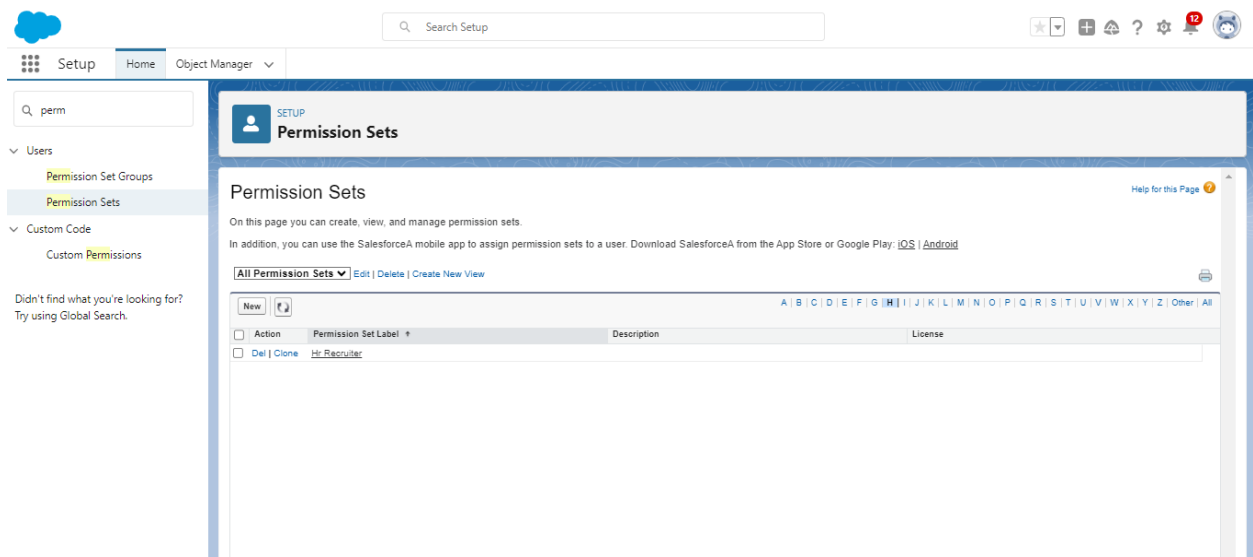 Search Setup
12
Setup Home Object Manager
perm
Users
Permission Set Groups
Permission Sets
Custom Code
Custom Permissions
Didn't find what you're looking for?
Try using Global Search.
SETUP
Permission Sets
Permission Sets
Help for this Page ?
On this page you can create, view, and manage permission sets.
In addition, you can use the SalesforceA mobile app to assign permission sets to a user. Download SalesforceA from the App Store or Google Play: iOS | Android
All Permission Sets Edit | Delete | Create New View
New A | B | C | D | E | F | G | H | I | J | K | L | M | N | O | P | Q | R | S | T | U | V | W | X | Y | Z | Other | All
Action Permission Set Label ↑ Description License
Del | Clone Hr Recruiter